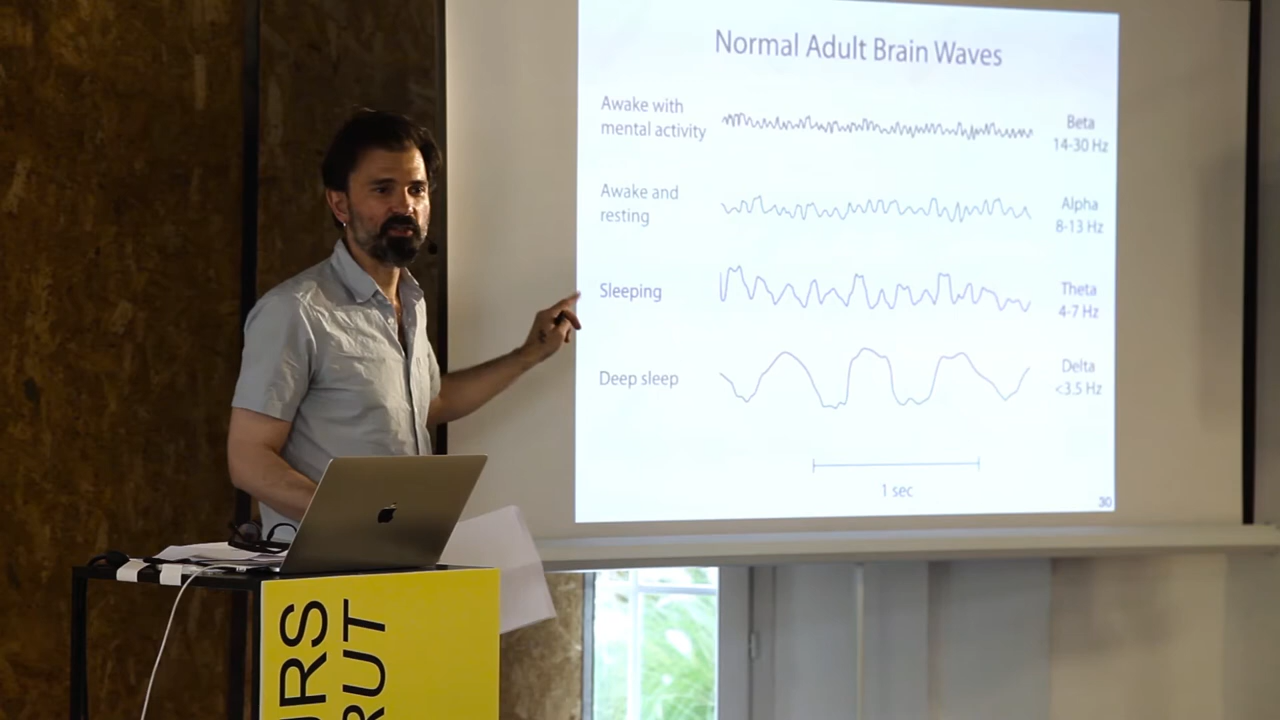 Normal Adult Brain Waves
Awake with
mental activity
Beta
14-30 Hz
Awake and
resting
Alpha
8-13 Hz
Sleeping
Theta
4-7 Hz
Deep sleep
Delta
<3.5 Hz
1 sec
30
URS
RUT